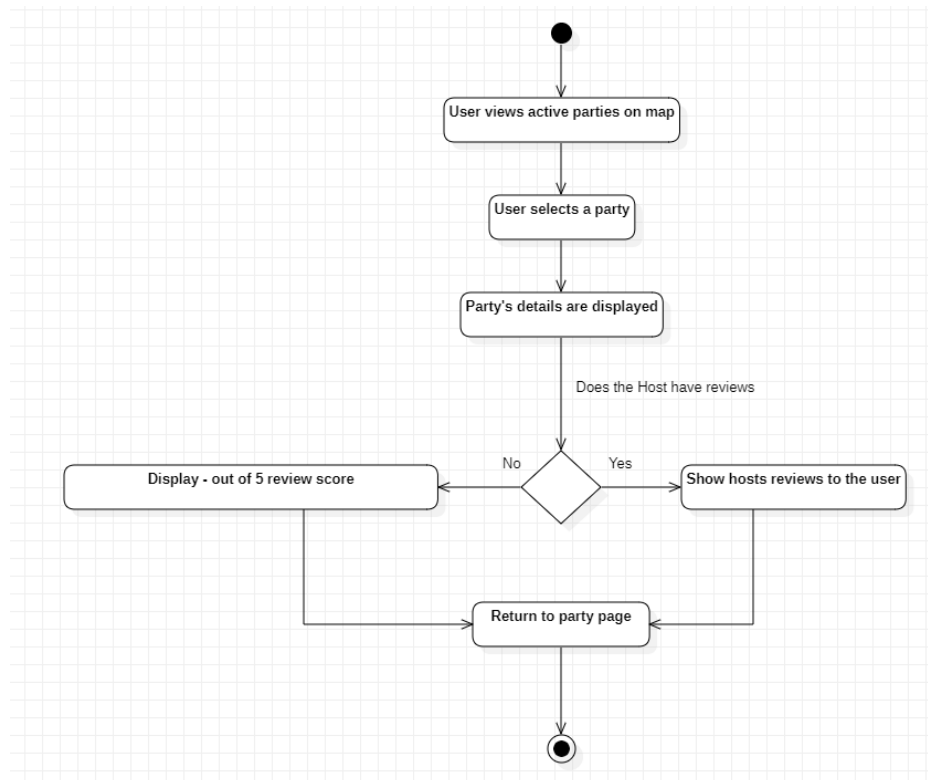 User views active parties on map
User selects a party
Party's details are displayed
Does the Host have reviews
No
Yes
Display - out of 5 review score
Show hosts reviews to the user
Return to party page